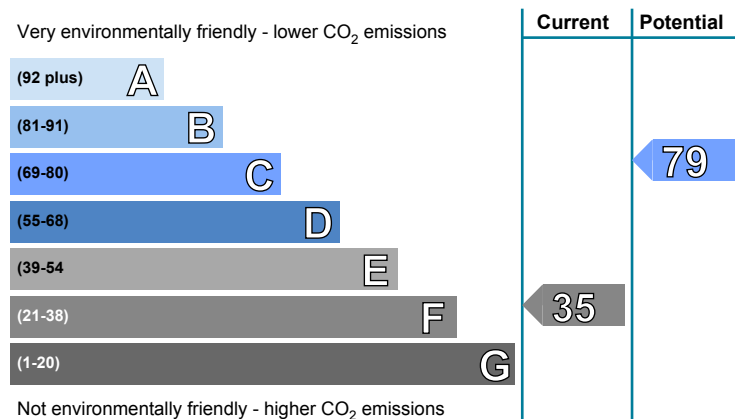 Very environmentally friendly - lower CO2 emissions
Current Potential
(92 plus) A
(81-91) B
(69-80) C
79
(55-68) D
(39-54 E
(21-38) F
35
(1-20) G
Not environmentally friendly - higher CO2 emissions